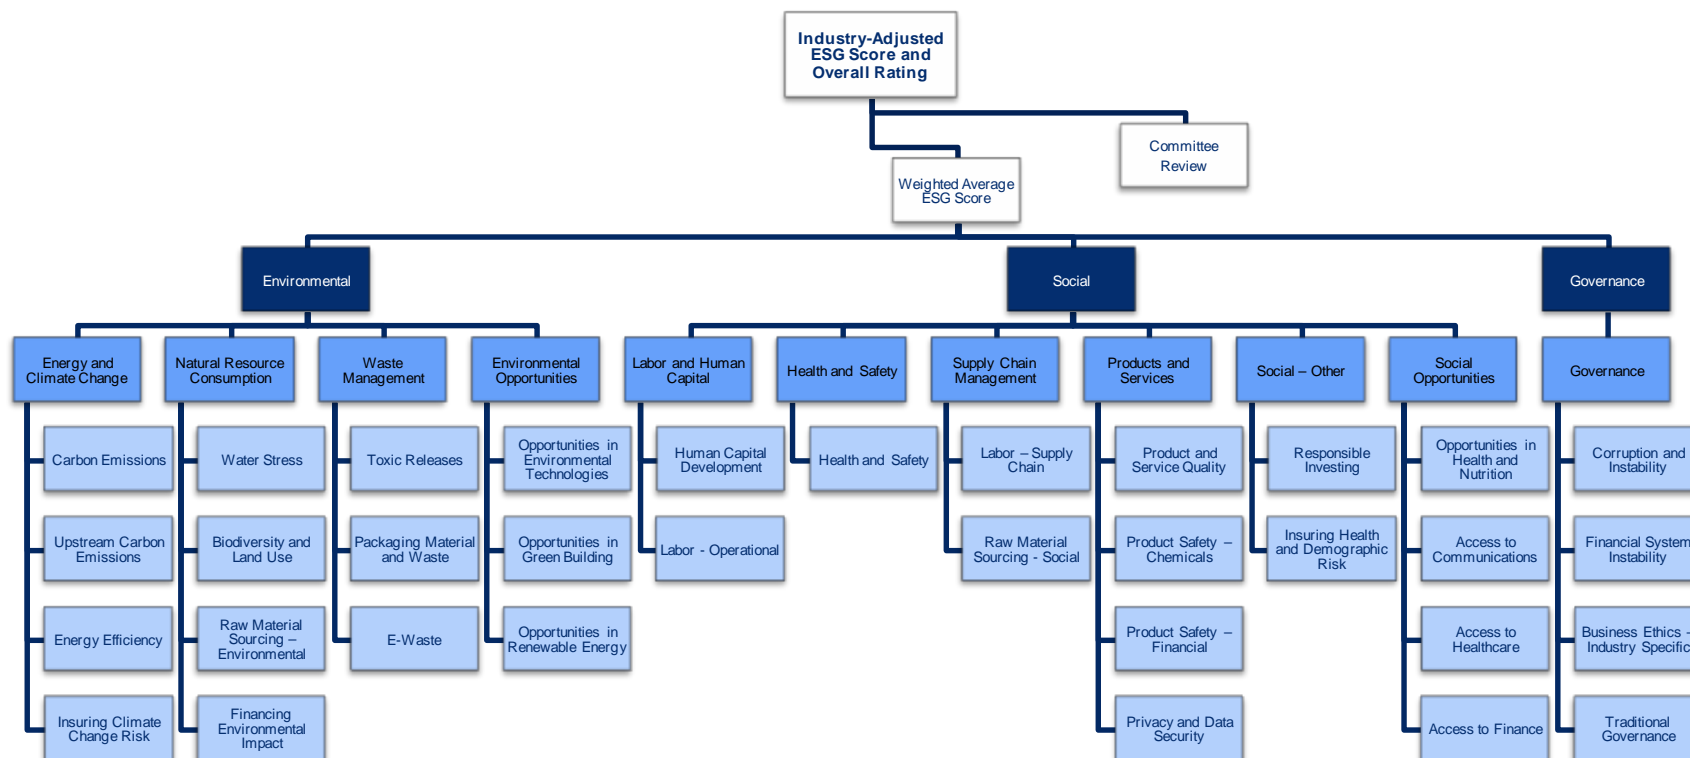 Industry-Adjusted
ESG Score and
Overall Rating
Committee
Review
Weighted Average
ESG Score
Environmental
Social
Governance
Energy and
Climate Change
Natural Resource
Consumption
Waste
Management
Environmental
Opportunities
Labor and Human
Capital
Health and Safety
Supply Chain
Management
Products and
Services
Social – Other
Social
Opportunities
Governance
Carbon Emissions
Water Stress
Toxic Releases
Opportunities in
Environmental
Technologies
Human Capital
Development
Health and Safety
Labor – Supply
Chain
Product and
Service Quality
Responsible
Investing
Opportunities in
Health and
Nutrition
Corruption and
Instability
Upstream Carbon
Emissions
Biodiversity and
Land Use
Packaging Material
and Waste
Opportunities in
Green Building
Labor - Operational
Raw Material
Sourcing - Social
Product Safety –
Chemicals
Insuring Health
and Demographic
Risk
Access to
Communications
Financial System
Instability
Energy Efficiency
Raw Material
Sourcing –
Environmental
E-Waste
Opportunities in
Renewable Energy
Product Safety –
Financial
Access to
Healthcare
Business Ethics –
Industry Specific
Insuring Climate
Change Risk
Financing
Environmental
Impact
Privacy and Data
Security
Access to Finance
Traditional
Governance